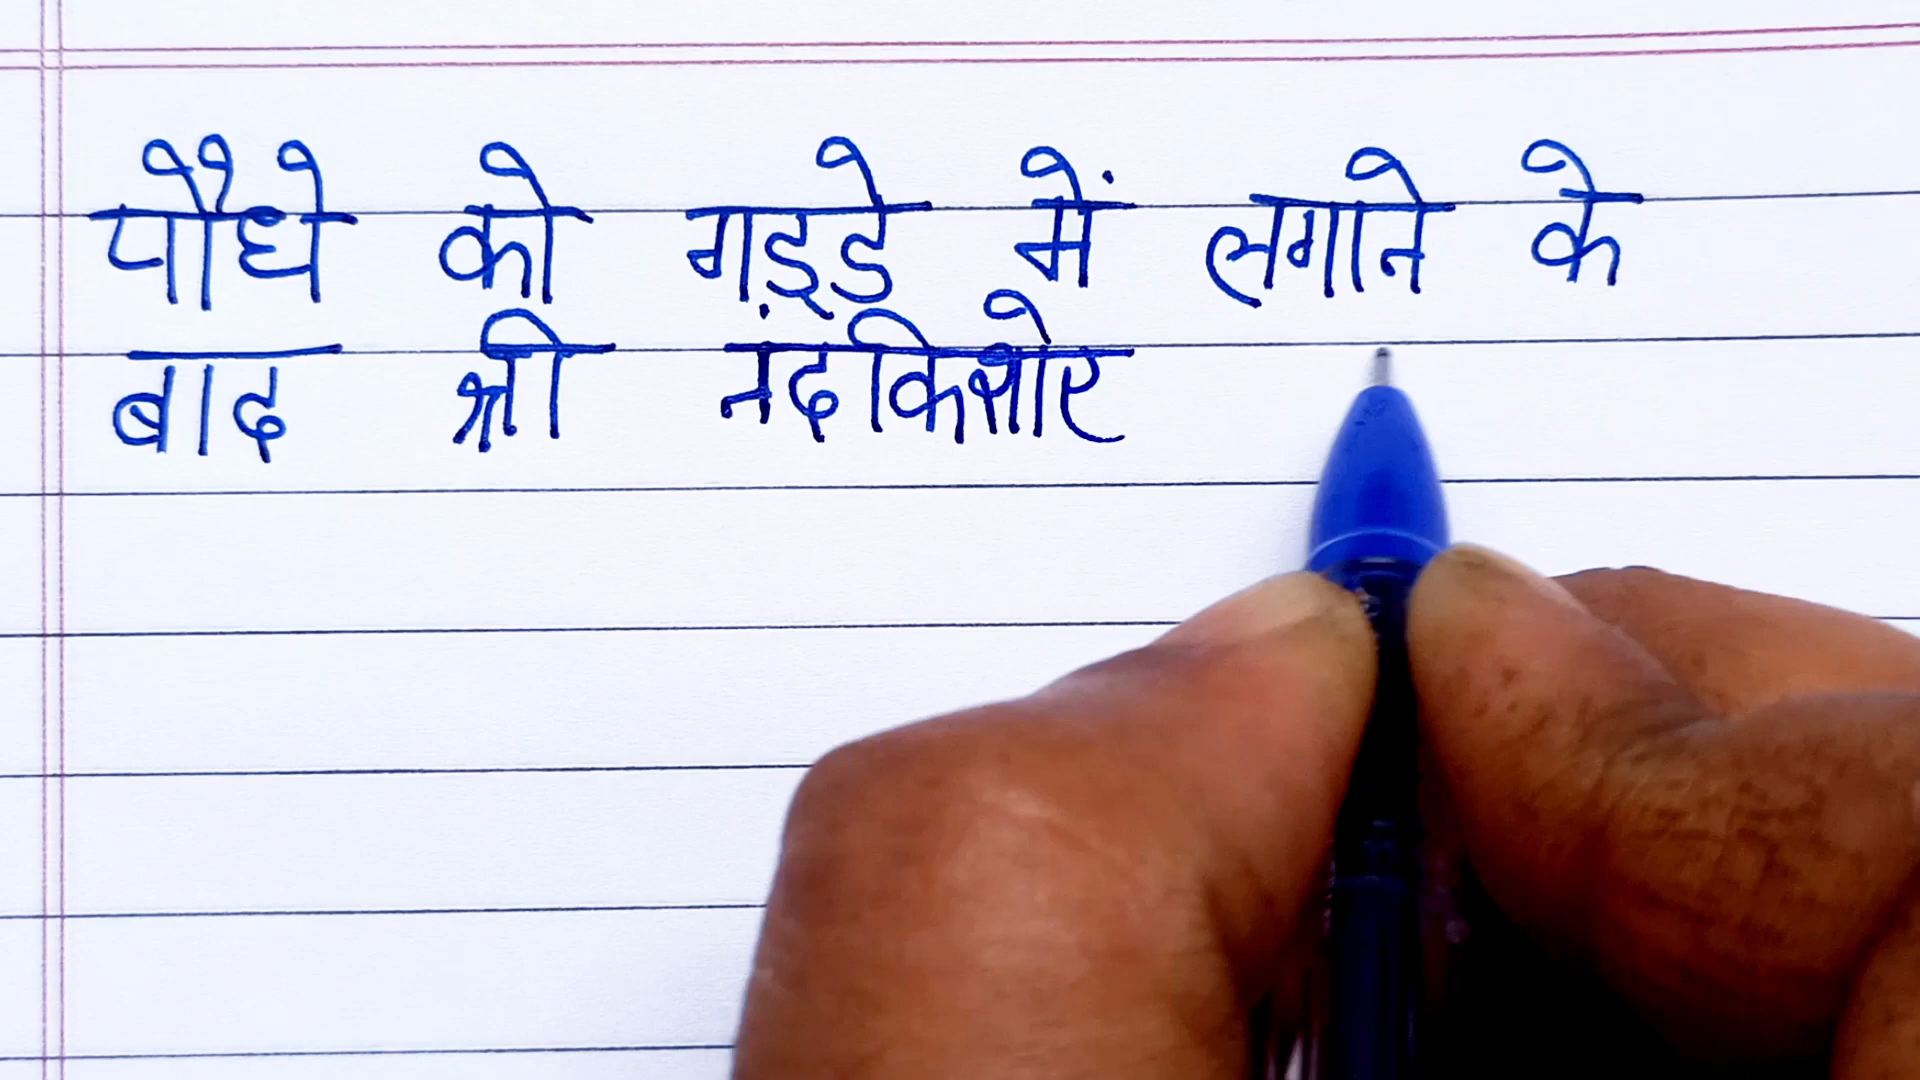 पौधे को गड्डे में लगाने के
बाद श्री नंदकिशोर